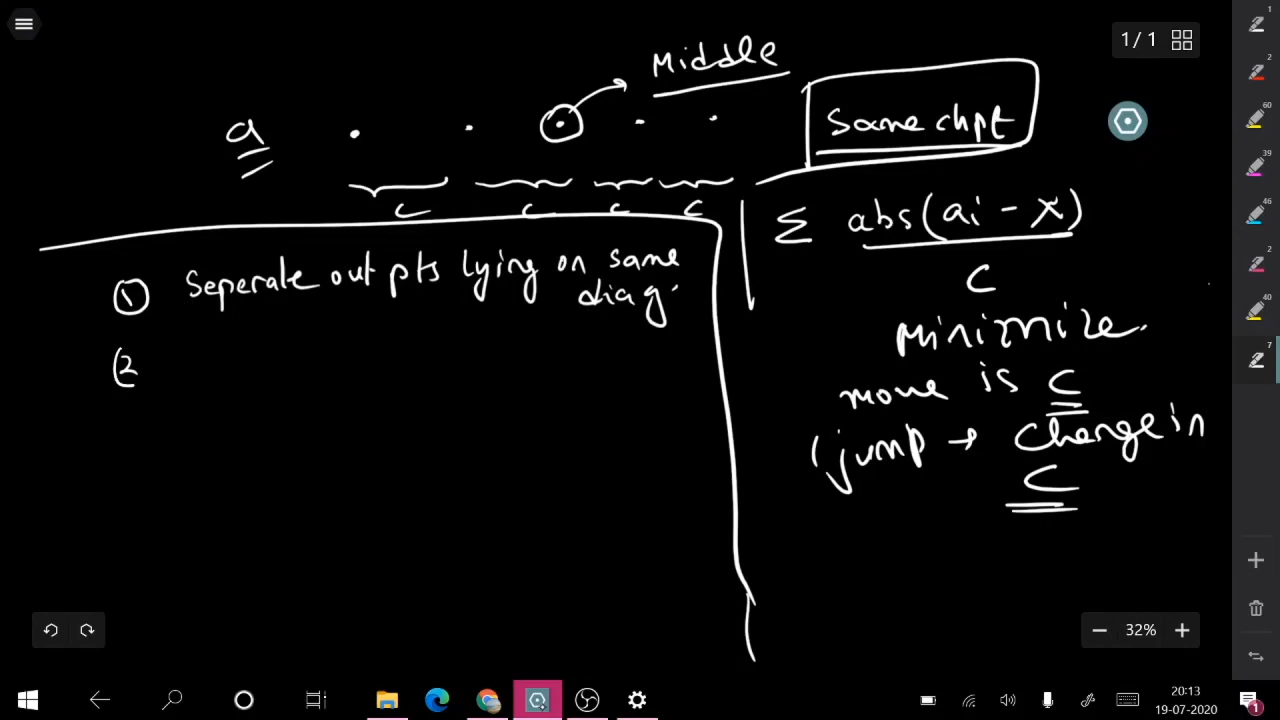 1/1
Middle
a
Same chpt
c c c c
Σ abs(ai - x)
c
① Seperate out pts lying on same
diag.
minimize.
(2
move is c
1 jump → change in
c
32%
20:13
19-07-2020